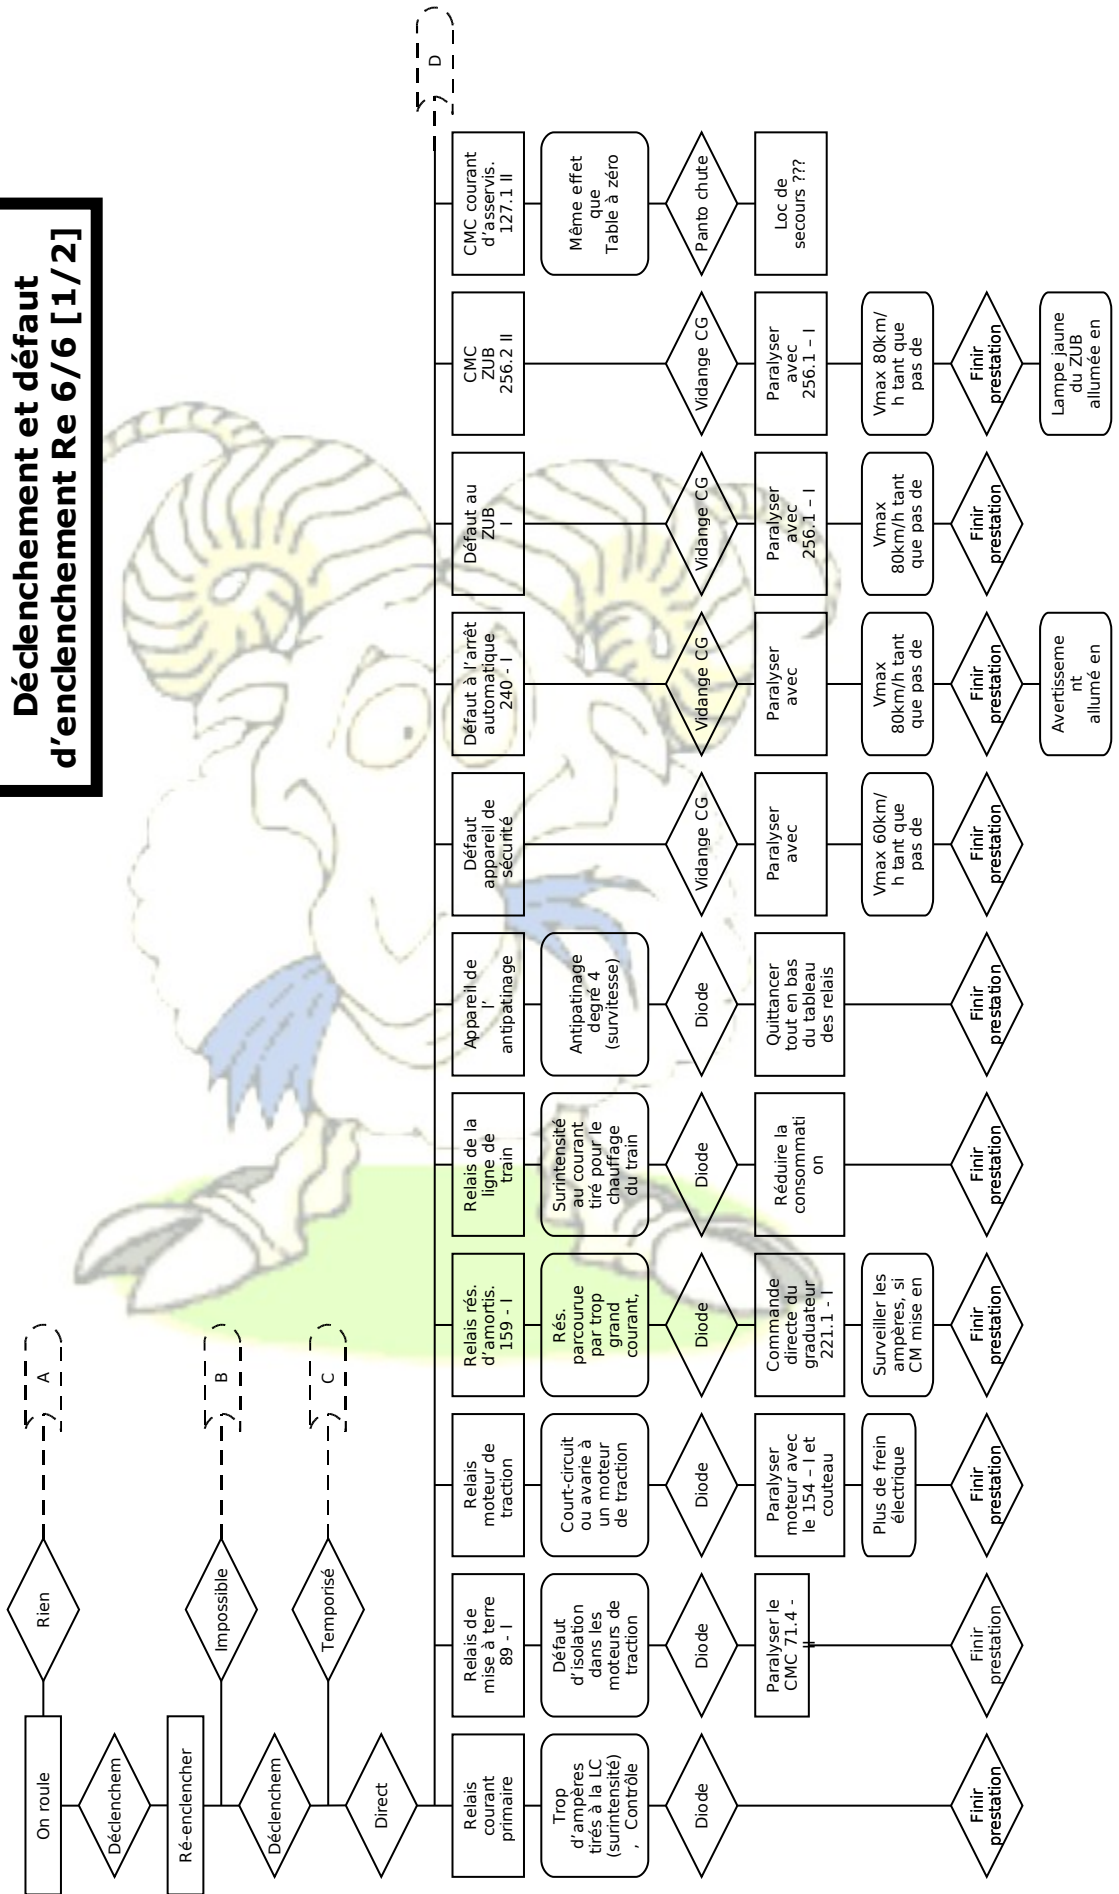 Déclenchement et défaut
d’enclenchement Re 6/6 [1/2]
On roule
Rien
A
Déclenchem
Ré-enclencher
Impossible
B
Déclenchem
Temporisé
C
Direct
D
Relais
courant
primaire
Trop
d’ampères
tirés à la LC
(surintensité)
, Contrôle
Diode
Finir
prestation
Relais de
mise à terre
89 - I
Défaut
d’isolation
dans les
moteurs de
traction
Diode
Paralyser le
CMC 71.4 -
II
Finir
prestation
Relais
moteur de
traction
Court-circuit
ou avarie à
un moteur
de traction
Diode
Paralyser
moteur avec
le 154 – I et
couteau
Plus de frein
électrique
Finir
prestation
Relais rés.
d’amortis.
159 - I
Rés.
parcourue
par trop
grand
courant,
Diode
Commande
directe du
graduateur
221.1 - I
Surveiller les
ampères, si
CM mise en
Finir
prestation
Relais de la
ligne de
train
Surintensité
au courant
tiré pour le
chauffage
du train
Diode
Réduire la
consommati
on
Finir
prestation
Appareil de
l’
antipatinage
Antipatinage
degré 4
(survitesse)
Diode
Quittancer
tout en bas
du tableau
des relais
Finir
prestation
Défaut
appareil de
sécurité
Vidange CG
Paralyser
avec
Vmax 60km/
h tant que
pas de
Finir
prestation
Défaut à l’arrêt
automatique
240 - I
Vidange CG
Paralyser
avec
Vmax
80km/h tant
que pas de
Finir
prestation
Avertisseme
nt
allumé en
Défaut au
ZUB
I
Vidange CG
Paralyser
avec
256.1 – I
Vmax
80km/h tant
que pas de
Finir
prestation
CMC
ZUB
256.2 II
Vidange CG
Paralyser
avec
256.1 – I
Vmax 80km/
h tant que
pas de
Finir
prestation
Lampe jaune
du ZUB
allumée en
CMC courant
d’asservis.
127.1 II
Même effet
que
Table à zéro
Panto chute
Loc de
secours ???